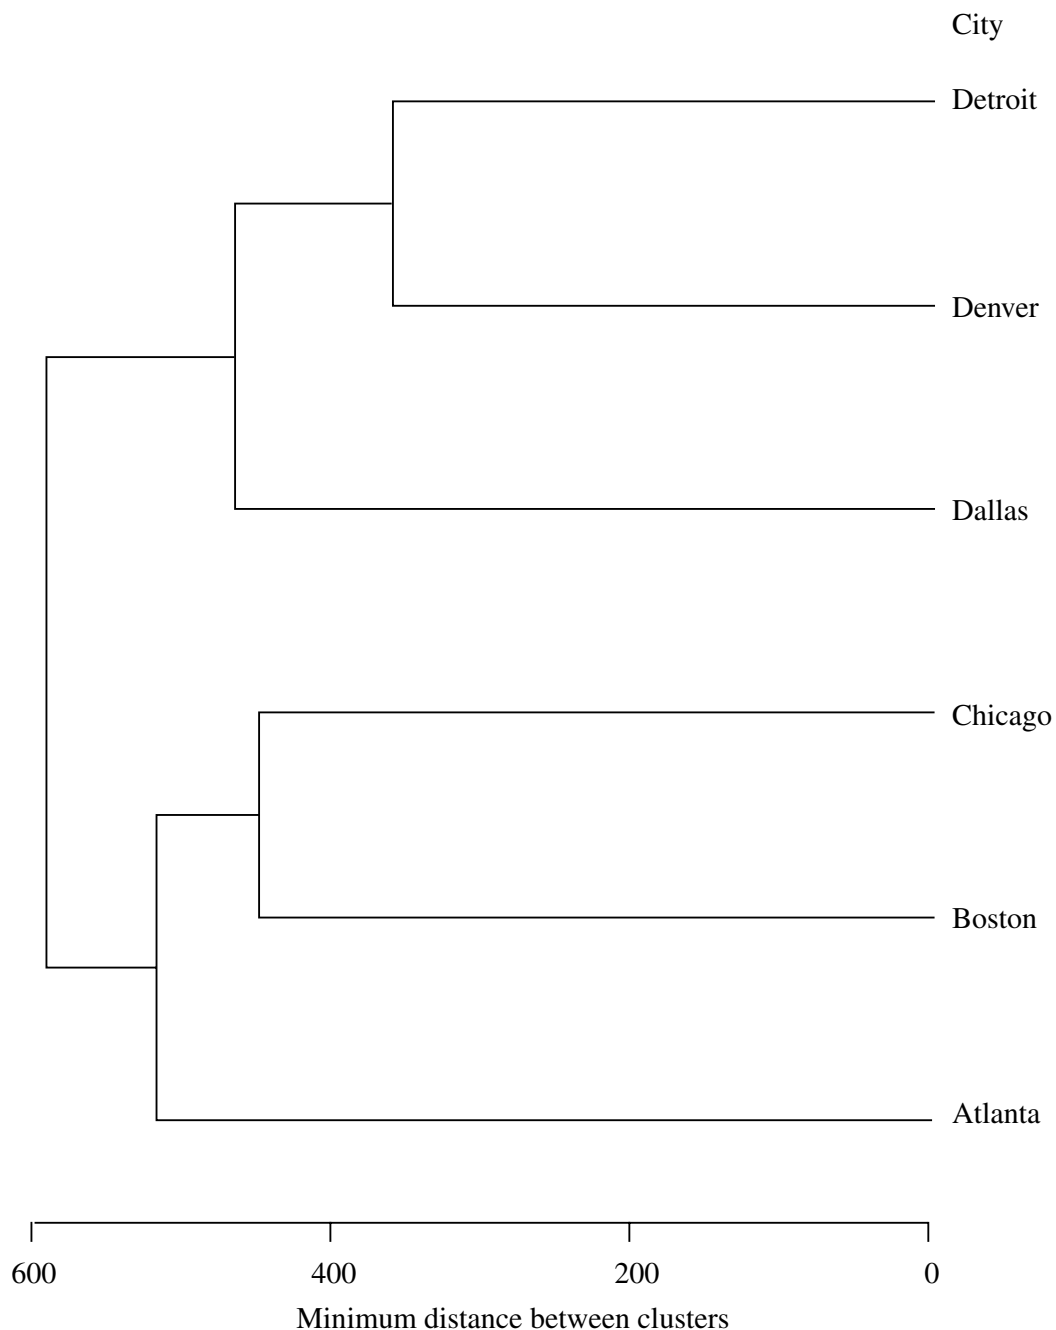 City
Detroit
Denver
Dallas
Chicago
Boston
Atlanta
600 400 200 0
Minimum distance between clusters